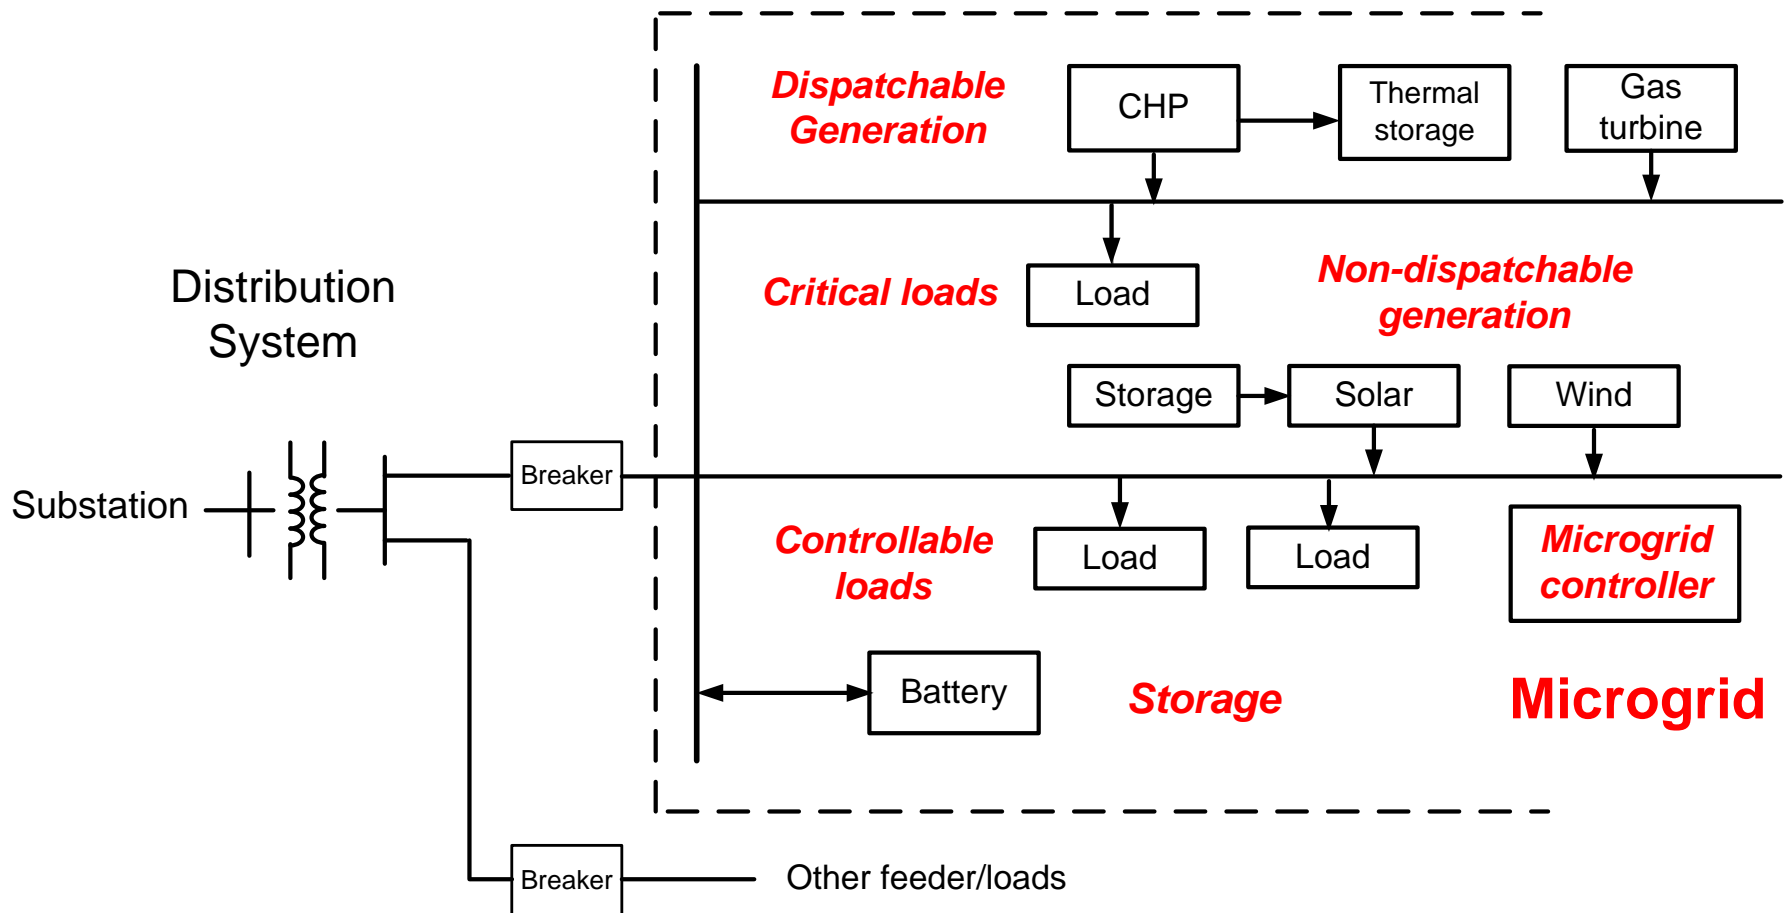 Dispatchable
Generation
CHP
Thermal
storage
Gas
turbine
Critical loads
Load
Non-dispatchable
generation
Distribution
System
Storage
Solar
Wind
Substation
Breaker
Controllable
loads
Load
Load
Microgrid
controller
Battery
Storage
Microgrid
Breaker
Other feeder/loads